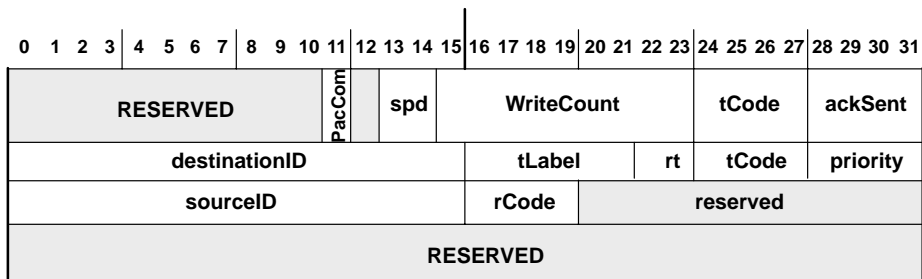 0 1 2 3 4 5 6 7 8 9 10 11 12 13 14 15 16 17 18 19 20 21 22 23 24 25 26 27 28 29 30 31
RESERVED PacCom spd WriteCount tCode ackSent
destinationID tLabel rt tCode priority
sourceID rCode reserved
RESERVED